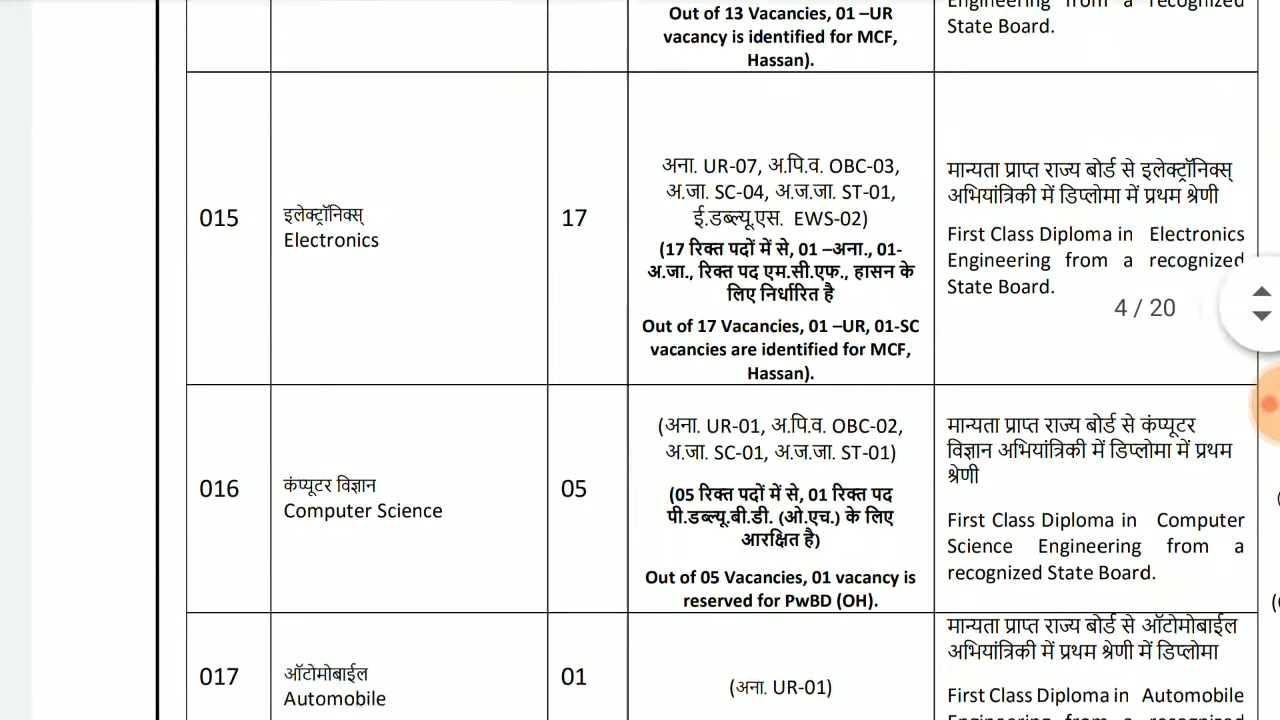 Out of 13 Vacancies, 01 –UR
vacancy is identified for MCF,
Hassan).
Engineering from a recognized
State Board.
015
इलेक्ट्रॉनिक्स्
Electronics
17
अना. UR-07, अ.पि.व. OBC-03,
अ.जा. SC-04, अ.ज.जा. ST-01,
ई.डब्ल्यू.एस. EWS-02)
(17 रिक्त पदों में से, 01 –अना., 01-
अ.जा., रिक्त पद एम.सी.एफ., हासन के
लिए निर्धारित है
Out of 17 Vacancies, 01 –UR, 01-SC
vacancies are identified for MCF,
Hassan).
मान्यता प्राप्त राज्य बोर्ड से इलेक्ट्रॉनिक्स्
अभियांत्रिकी में डिप्लोमा में प्रथम श्रेणी
First Class Diploma in Electronics
Engineering from a recognized
State Board.
4 / 20
016
कंप्यूटर विज्ञान
Computer Science
05
(अना. UR-01, अ.पि.व. OBC-02,
अ.जा. SC-01, अ.ज.जा. ST-01)
(05 रिक्त पदों में से, 01 रिक्त पद
पी.डब्ल्यू.बी.डी. (ओ.एच.) के लिए
आरक्षित है)
Out of 05 Vacancies, 01 vacancy is
reserved for PwBD (OH).
मान्यता प्राप्त राज्य बोर्ड से कंप्यूटर
विज्ञान अभियांत्रिकी में डिप्लोमा में प्रथम
श्रेणी
First Class Diploma in Computer
Science Engineering from a
recognized State Board.
017
ऑटोमोबाईल
Automobile
01
(अना. UR-01)
मान्यता प्राप्त राज्य बोर्ड से ऑटोमोबाईल
अभियांत्रिकी में प्रथम श्रेणी में डिप्लोमा
First Class Diploma in Automobile
Engineering from a recognized